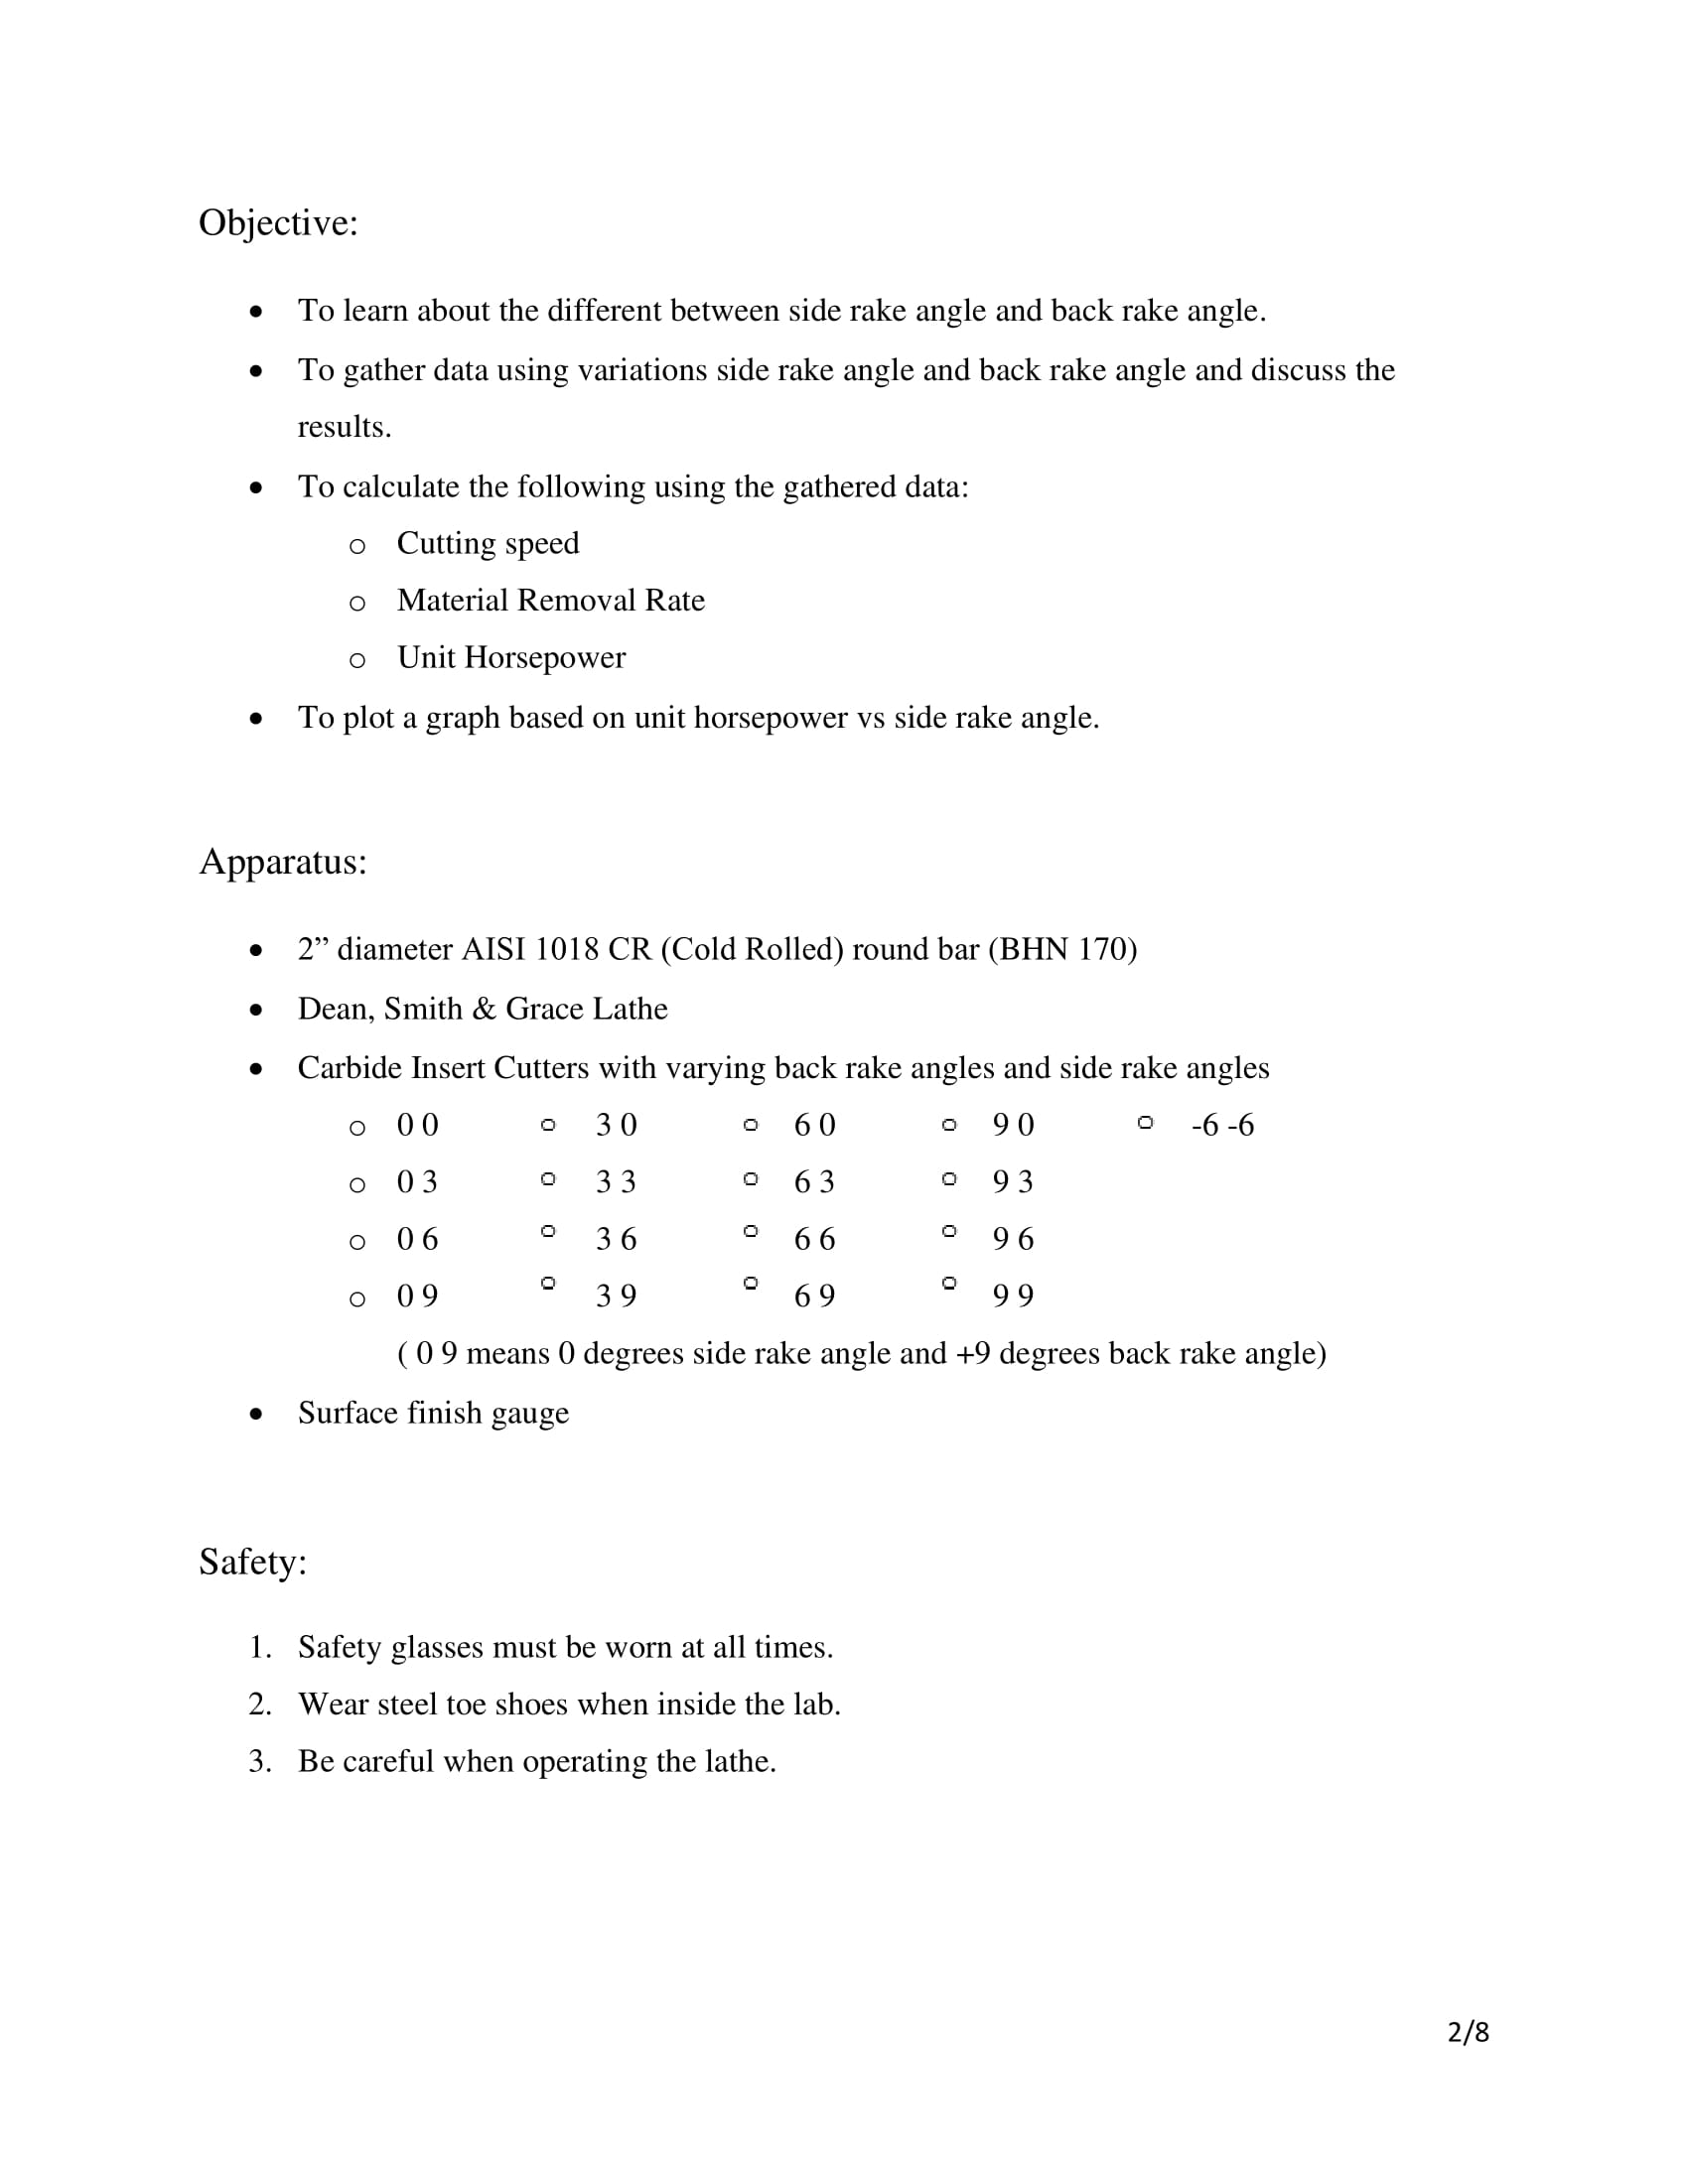 Objective:
• To learn about the different between side rake angle and back rake angle.
• To gather data using variations side rake angle and back rake angle and discuss the
results.
• To calculate the following using the gathered data:
o Cutting speed
o Material Removal Rate
o Unit Horsepower
• To plot a graph based on unit horsepower vs side rake angle.
Apparatus:
• 2” diameter AISI 1018 CR (Cold Rolled) round bar (BHN 170)
• Dean, Smith & Grace Lathe
• Carbide Insert Cutters with varying back rake angles and side rake angles
o 0 0 o 3 0 o 6 0 o 9 0 o -6 -6
o 0 3 o 3 3 o 6 3 o 9 3
o 0 6 o 3 6 o 6 6 o 9 6
o 0 9 o 3 9 o 6 9 o 9 9
( 0 9 means 0 degrees side rake angle and +9 degrees back rake angle)
• Surface finish gauge
Safety:
1. Safety glasses must be worn at all times.
2. Wear steel toe shoes when inside the lab.
3. Be careful when operating the lathe.
2/8